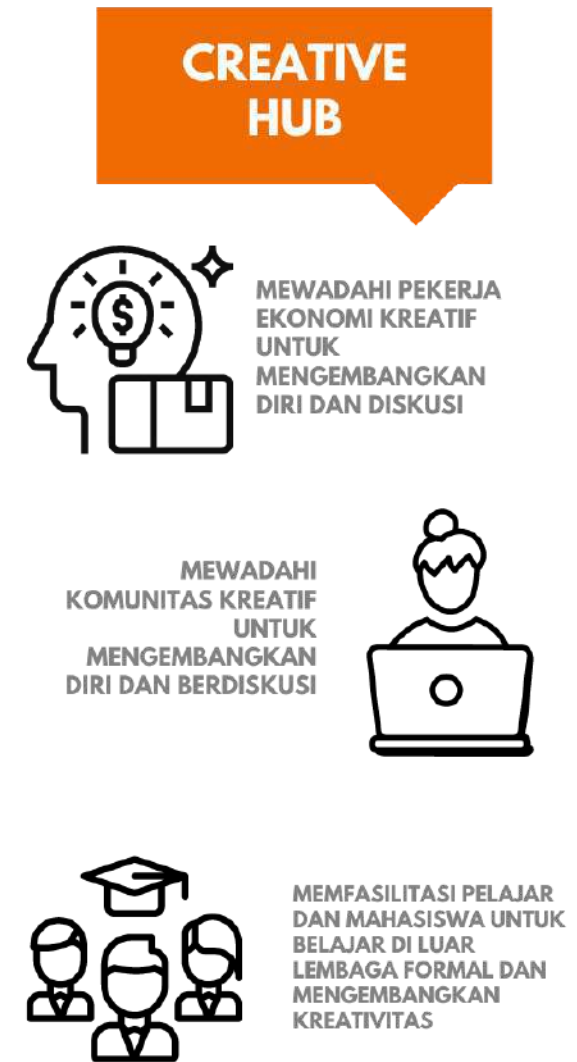 CREATIVE
HUB
MEWADAHI PEKERJA
EKONOMI KREATIF
UNTUK
MENGEMBANGKAN
DIRI DAN DISKUSI
MEWADAHI
KOMUNITAS KREATIF
UNTUK
MENGEMBANGKAN
DIRI DAN BERDISKUSI
MEMFASILITASI PELAJAR
DAN MAHASISWA UNTUK
BELAJAR DI LUAR
LEMBAGA FORMAL DAN
MENGEMBANGKAN
KREATIVITAS